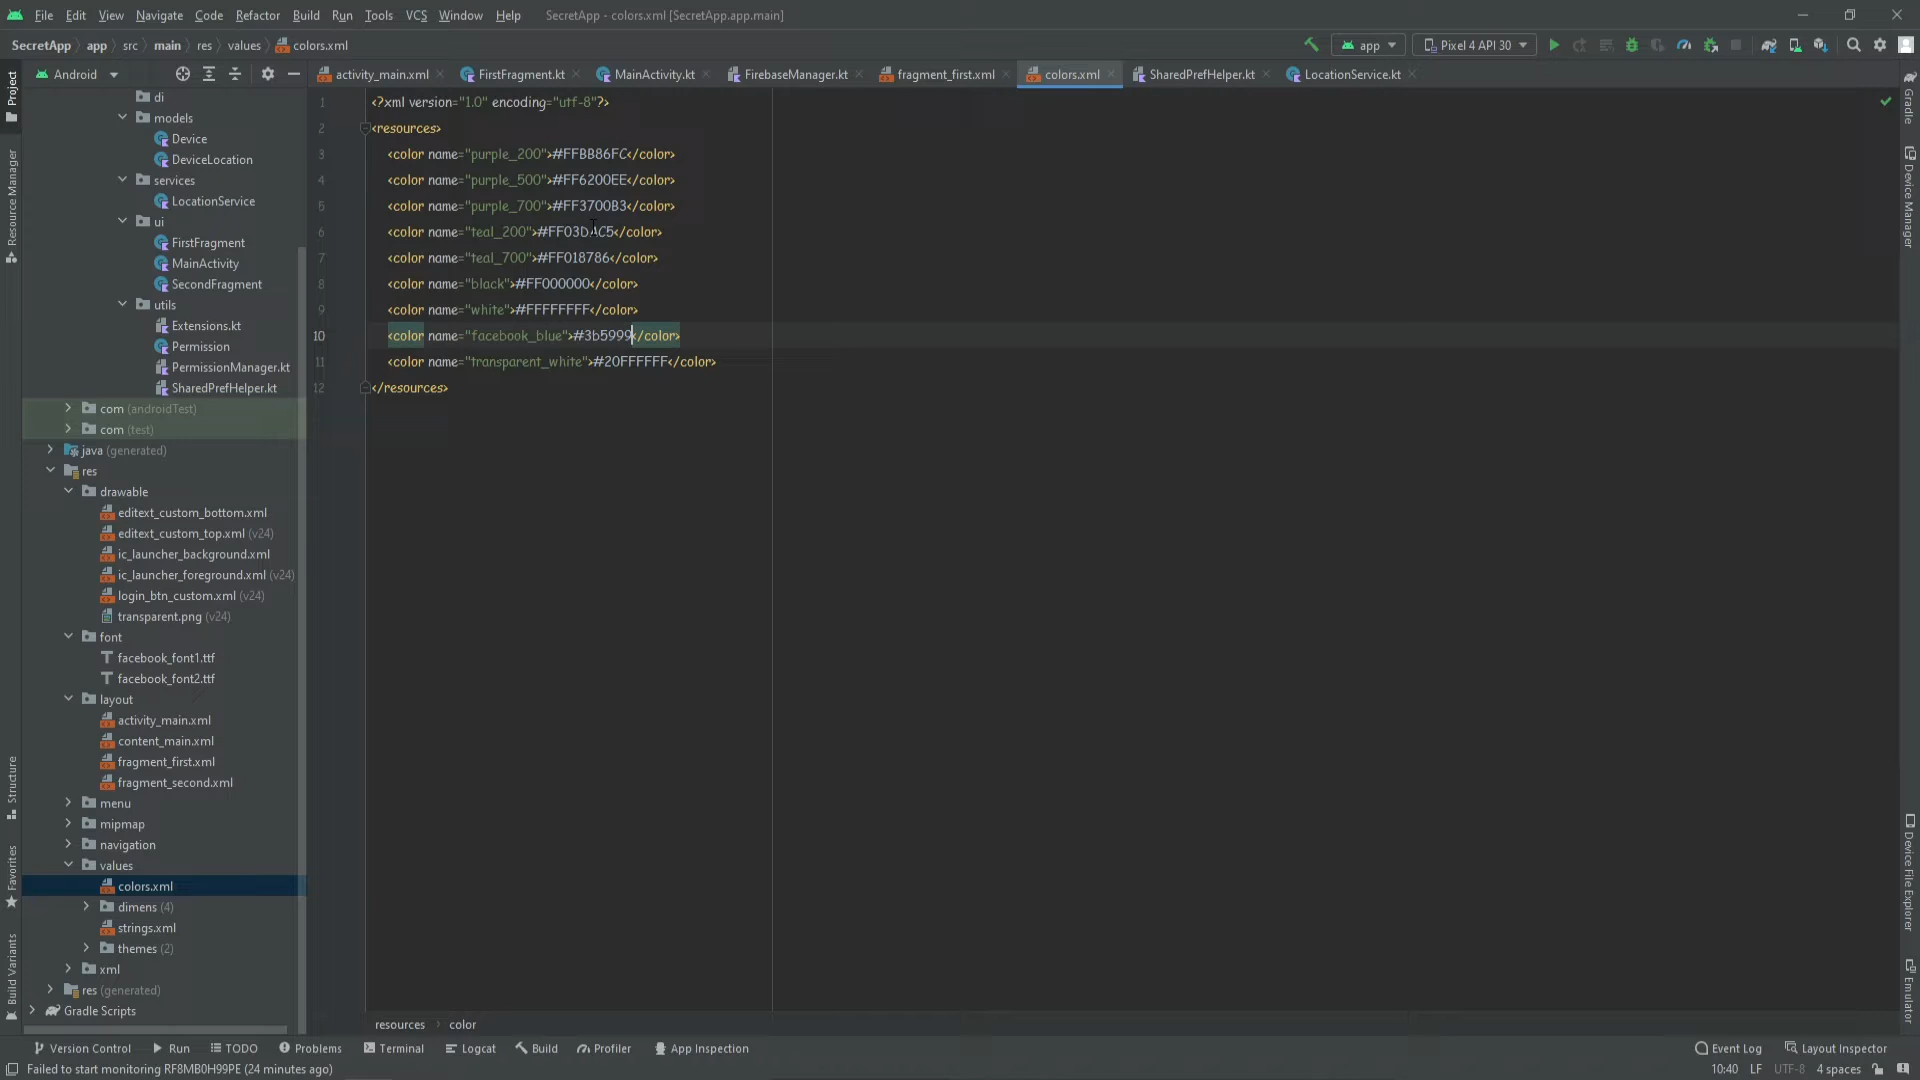 File Edit View Navigate Code Refactor Build Run Tools VCS Window Help SecretApp - colors.xml [SecretApp.app.main]
SecretApp app src main res values colors.xml app Pixel 4 API 30
Android activity_main.xml FirstFragment.kt MainActivity.kt FirebaseManager.kt fragment_first.xml colors.xml SharedPrefHelper.kt LocationService.kt
Project
Resource Manager
Structure
Favorites
Build Variants
di
models
Device
DeviceLocation
services
LocationService
ui
FirstFragment
MainActivity
SecondFragment
utils
Extensions.kt
Permission
PermissionManager.kt
SharedPrefHelper.kt
com (androidTest)
com (test)
java (generated)
res
drawable
editext_custom_bottom.xml
editext_custom_top.xml (v24)
ic_launcher_background.xml
ic_launcher_foreground.xml (v24)
login_btn_custom.xml (v24)
transparent.png (v24)
font
facebook_font1.ttf
facebook_font2.ttf
layout
activity_main.xml
content_main.xml
fragment_first.xml
fragment_second.xml
menu
mipmap
navigation
values
colors.xml
dimens (4)
strings.xml
themes (2)
xml
res (generated)
Gradle Scripts
1 <?xml version="1.0" encoding="utf-8"?>
2 <resources>
3 <color name="purple_200">#FFBB86FC</color>
4 <color name="purple_500">#FF6200EE</color>
5 <color name="purple_700">#FF3700B3</color>
6 <color name="teal_200">#FF03DAC5</color>
7 <color name="teal_700">#FF018786</color>
8 <color name="black">#FF000000</color>
9 <color name="white">#FFFFFFFF</color>
10 <color name="facebook_blue">#3b5999</color>
11 <color name="transparent_white">#20FFFFFF</color>
12 </resources>
Gradle
Device Manager
Device File Explorer
Emulator
resources color
Version Control Run TODO Problems Terminal Logcat Build Profiler App Inspection Event Log Layout Inspector
Failed to start monitoring RF8MB0H99PE (24 minutes ago) 10:40 LF UTF-8 4 spaces